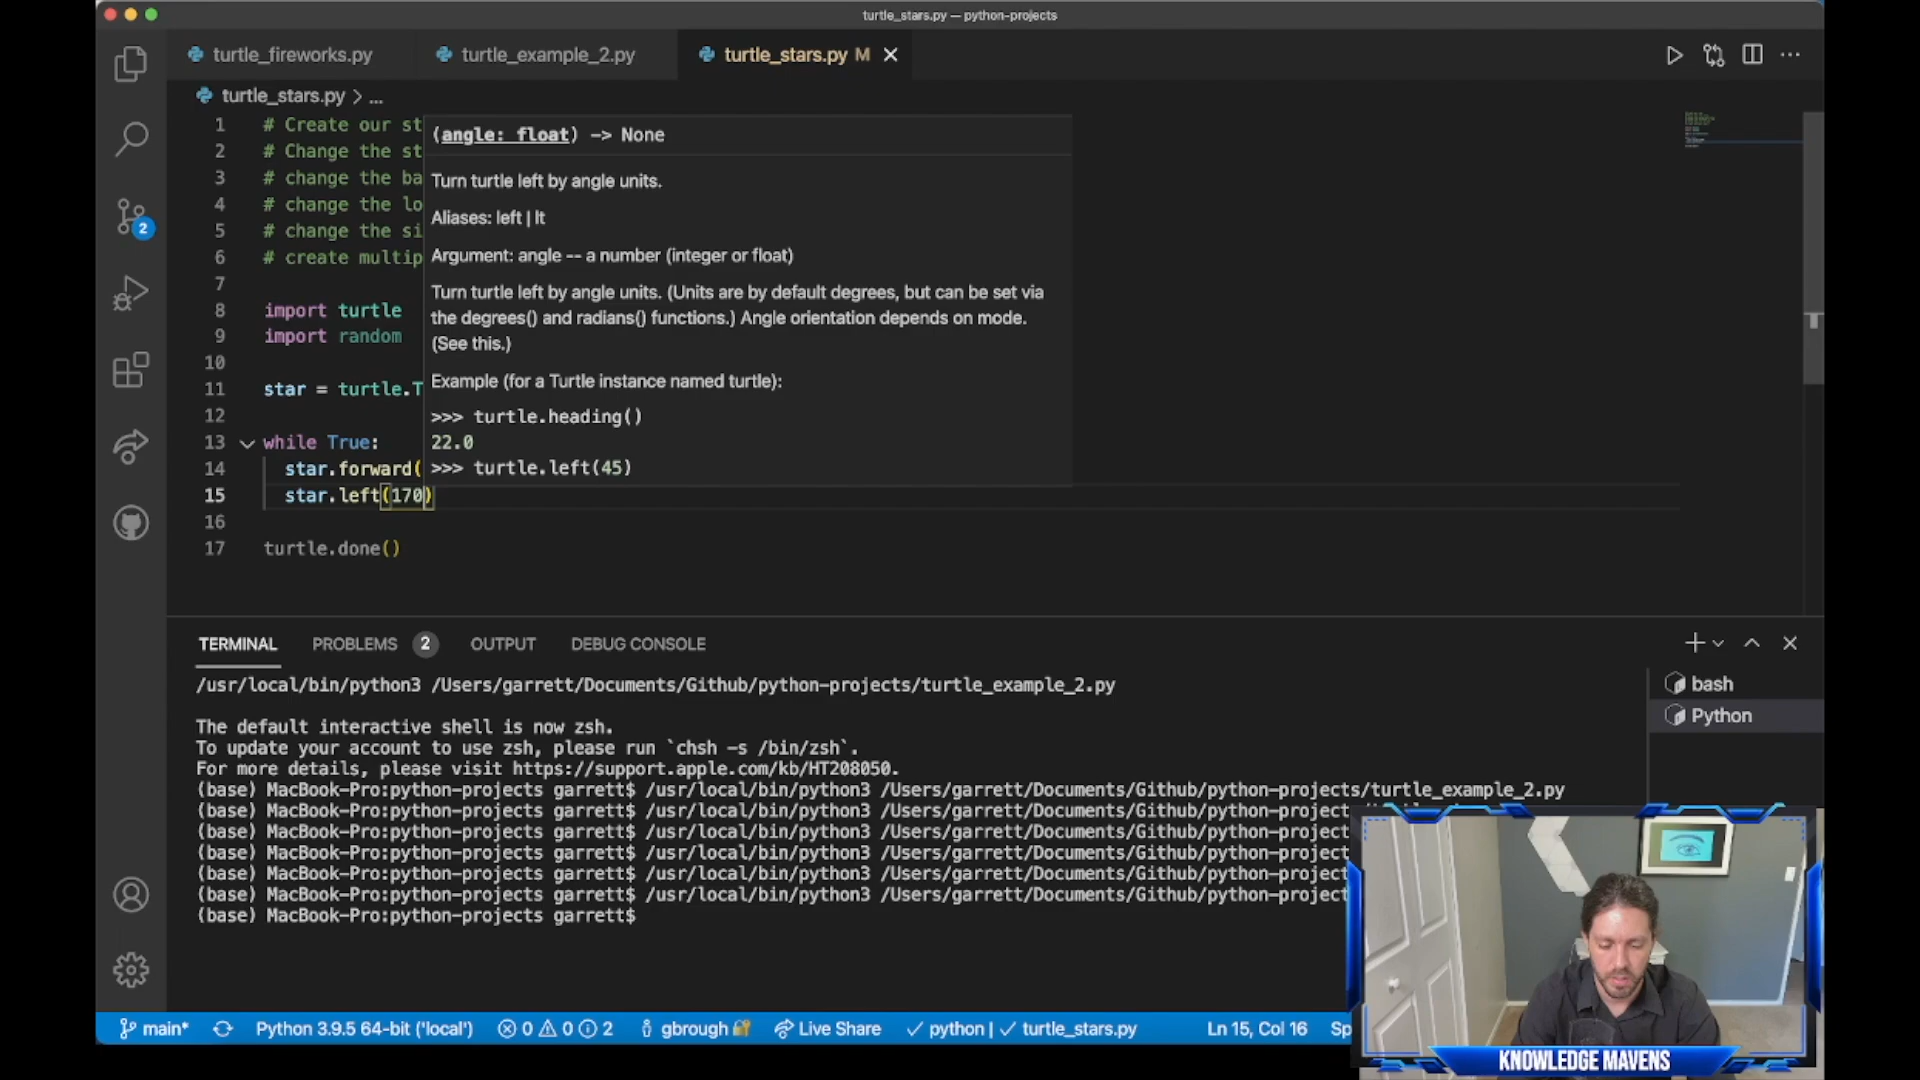 turtle_stars.py — python-projects
turtle_fireworks.py
turtle_example_2.py
turtle_stars.py M
turtle_stars.py > ...
1 # Create our st
2 # Change the st
3 # change the ba
4 # change the lo
5 # change the si
6 # create multip
7
8 import turtle
9 import random
10
11 star = turtle.T
12
13 while True:
14 star.forward(
15 star.left(170)
16
17 turtle.done()
(angle: float) -> None
Turn turtle left by angle units.
Aliases: left | lt
Argument: angle -- a number (integer or float)
Turn turtle left by angle units. (Units are by default degrees, but can be set via
the degrees() and radians() functions.) Angle orientation depends on mode.
(See this.)
Example (for a Turtle instance named turtle):
>>> turtle.heading()
22.0
>>> turtle.left(45)
2
TERMINAL PROBLEMS 2 OUTPUT DEBUG CONSOLE
/usr/local/bin/python3 /Users/garrett/Documents/Github/python-projects/turtle_example_2.py
The default interactive shell is now zsh.
To update your account to use zsh, please run `chsh -s /bin/zsh`.
For more details, please visit https://support.apple.com/kb/HT208050.
(base) MacBook-Pro:python-projects garrett$ /usr/local/bin/python3 /Users/garrett/Documents/Github/python-projects/turtle_example_2.py
(base) MacBook-Pro:python-projects garrett$ /usr/local/bin/python3 /Users/garrett/Documents/Github/python-project
(base) MacBook-Pro:python-projects garrett$ /usr/local/bin/python3 /Users/garrett/Documents/Github/python-project
(base) MacBook-Pro:python-projects garrett$ /usr/local/bin/python3 /Users/garrett/Documents/Github/python-project
(base) MacBook-Pro:python-projects garrett$ /usr/local/bin/python3 /Users/garrett/Documents/Github/python-project
(base) MacBook-Pro:python-projects garrett$ /usr/local/bin/python3 /Users/garrett/Documents/Github/python-project
(base) MacBook-Pro:python-projects garrett$
bash
Python
main* Python 3.9.5 64-bit ('local') 0 0 2 gbrough Live Share python | turtle_stars.py Ln 15, Col 16 Sp
KNOWLEDGE MAVENS